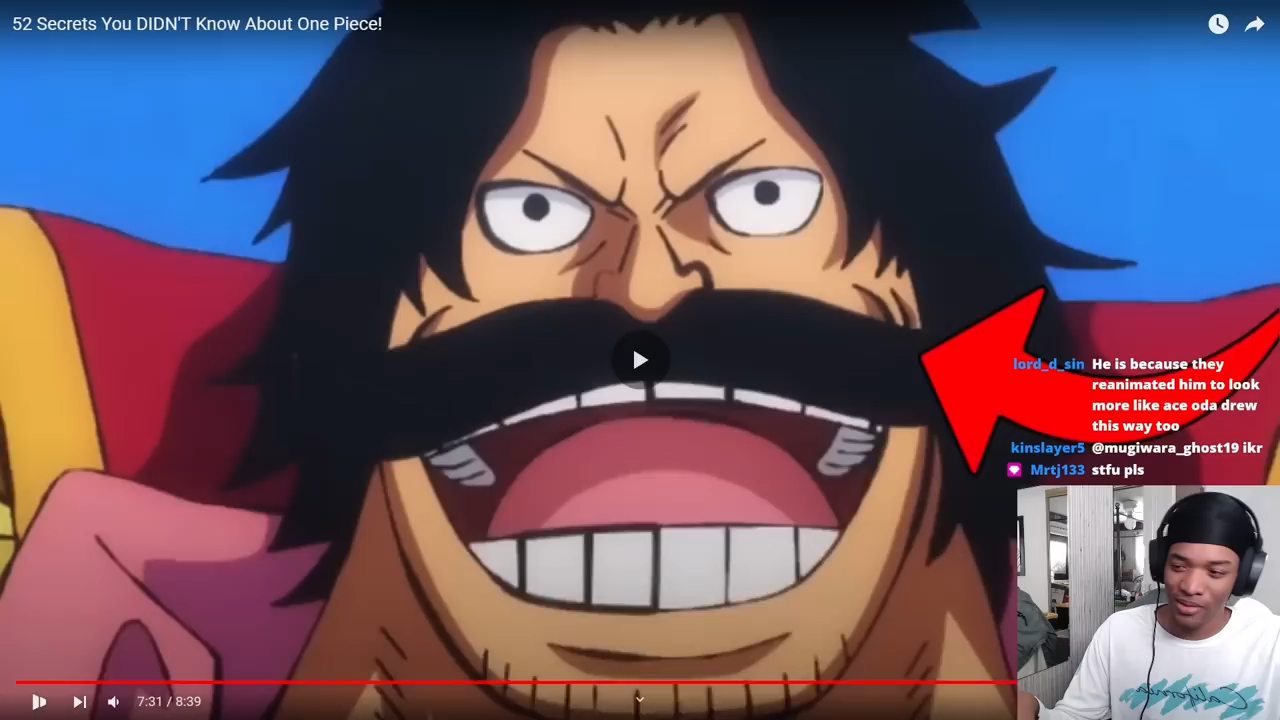 52 Secrets You DIDN'T Know About One Piece!
lord_d_sin He is because they
reanimated him to look
more like ace oda drew
this way too
kinslayer5 @mugiwara_ghost19 ikr
Mrtj133 stfu pls
7:31 / 8:39
California